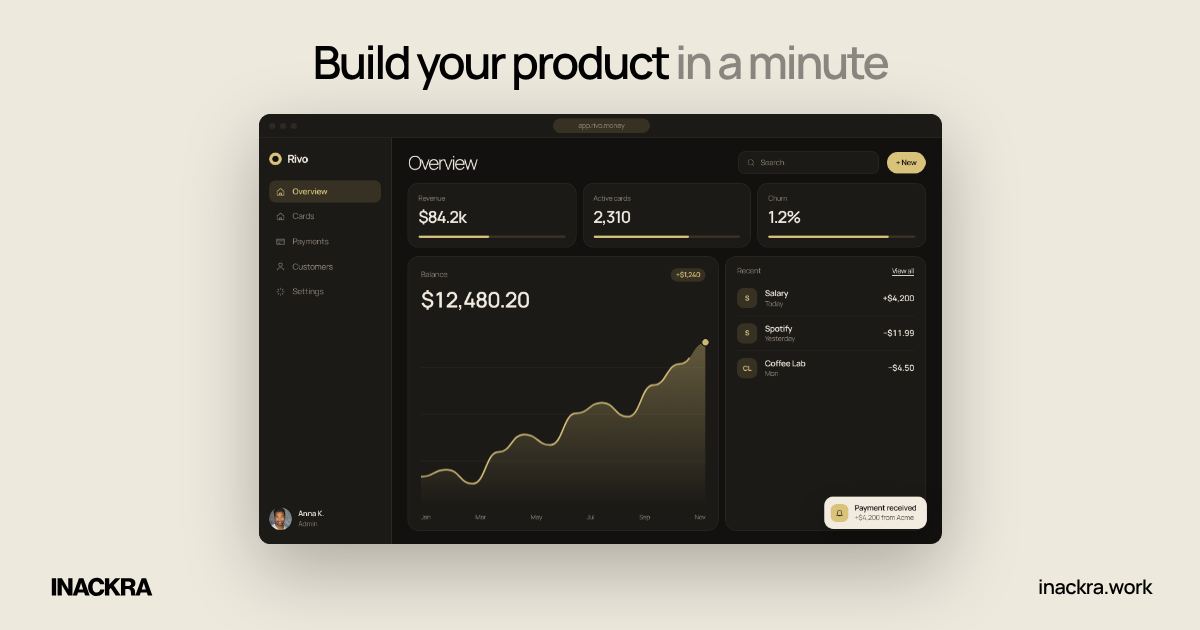 Build your product in a minute
app.rivo.money
Rivo
Overview
Cards
Payments
Customers
Settings
Anna K.
Admin
Overview
Search
+ New
Revenue
$84.2k
Active cards
2,310
Churn
1.2%
Balance
+$1,240
$12,480.20
Jan Mar May Jul Sep Nov
Recent
View all
S
Salary
Today
+$4,200
S
Spotify
Yesterday
−$11.99
CL
Coffee Lab
Mon
−$4.50
Payment received
+$4,200 from Acme
INACKRA
inackra.work